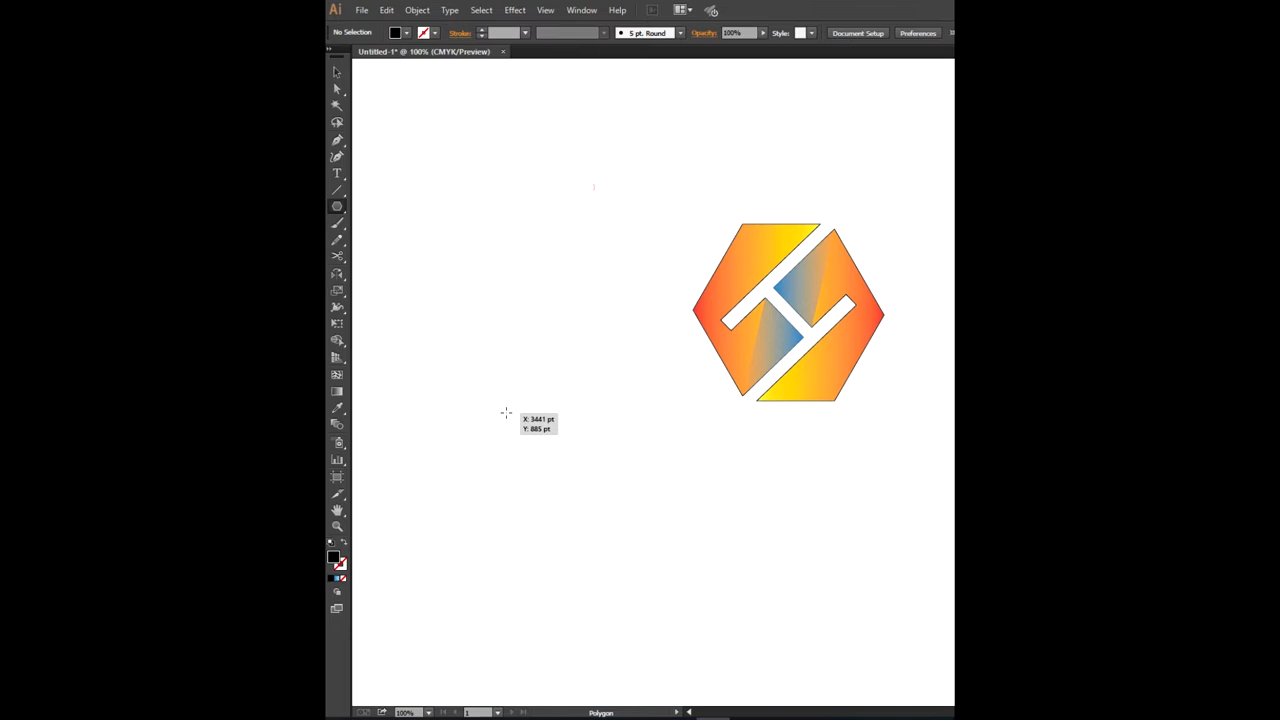 Ai File Edit Object Type Select Effect View Window Help
No Selection Stroke: 5 pt. Round Opacity: 100% Style: Document Setup Preferences
Untitled-1* @ 100% (CMYK/Preview) ×
X: 3441 pt
Y: 885 pt
100% 1 Polygon